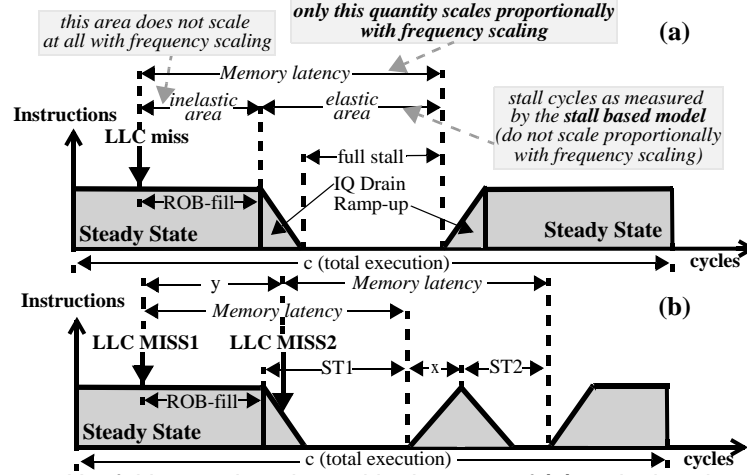 this area does not scale
at all with frequency scaling
only this quantity scales proportionally
with frequency scaling
(a)
Memory latency
inelastic
area
elastic
area
stall cycles as measured
by the stall based model
(do not scale proportionally
with frequency scaling)
Instructions
LLC miss
full stall
ROB-fill
IQ Drain
Ramp-up
Steady State
Steady State
c (total execution)
cycles
y
Memory latency
(b)
Instructions
Memory latency
LLC MISS1
LLC MISS2
ST1
x
ST2
ROB-fill
Steady State
c (total execution)
cycles